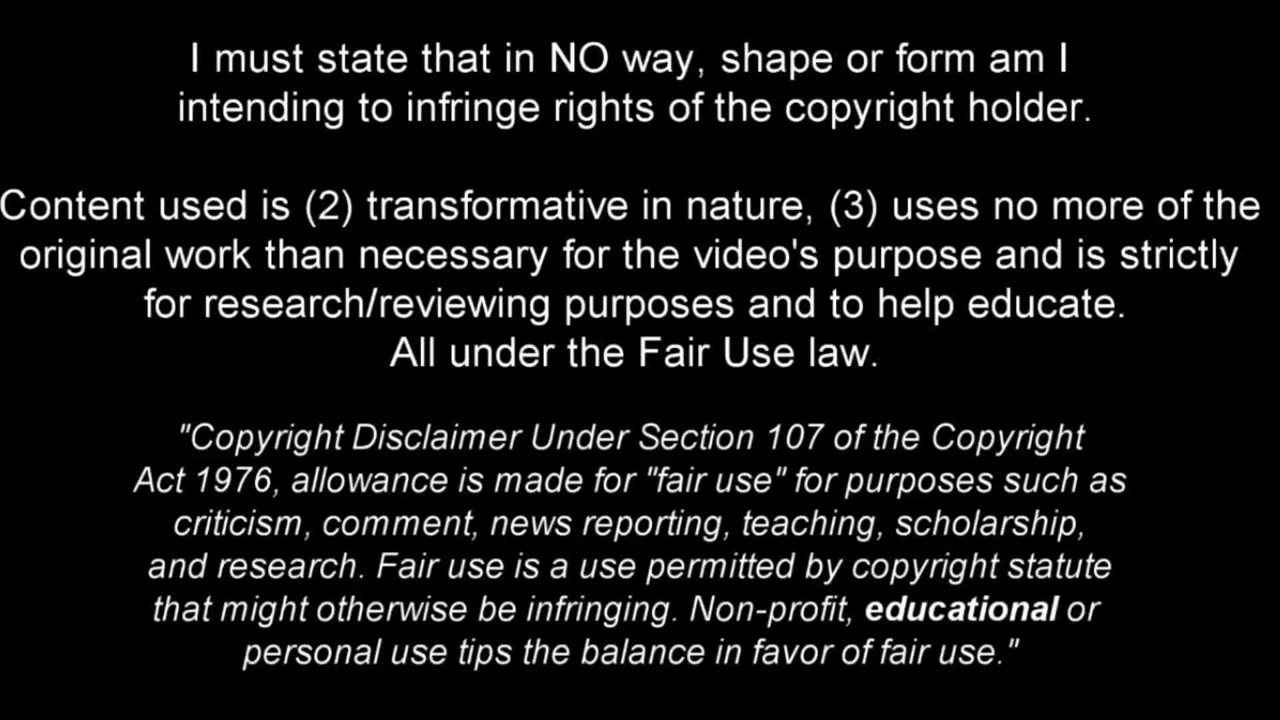 I must state that in NO way, shape or form am I
intending to infringe rights of the copyright holder.
Content used is (2) transformative in nature, (3) uses no more of the
original work than necessary for the video's purpose and is strictly
for research/reviewing purposes and to help educate.
All under the Fair Use law.
"Copyright Disclaimer Under Section 107 of the Copyright
Act 1976, allowance is made for "fair use" for purposes such as
criticism, comment, news reporting, teaching, scholarship,
and research. Fair use is a use permitted by copyright statute
that might otherwise be infringing. Non-profit, educational or
personal use tips the balance in favor of fair use."